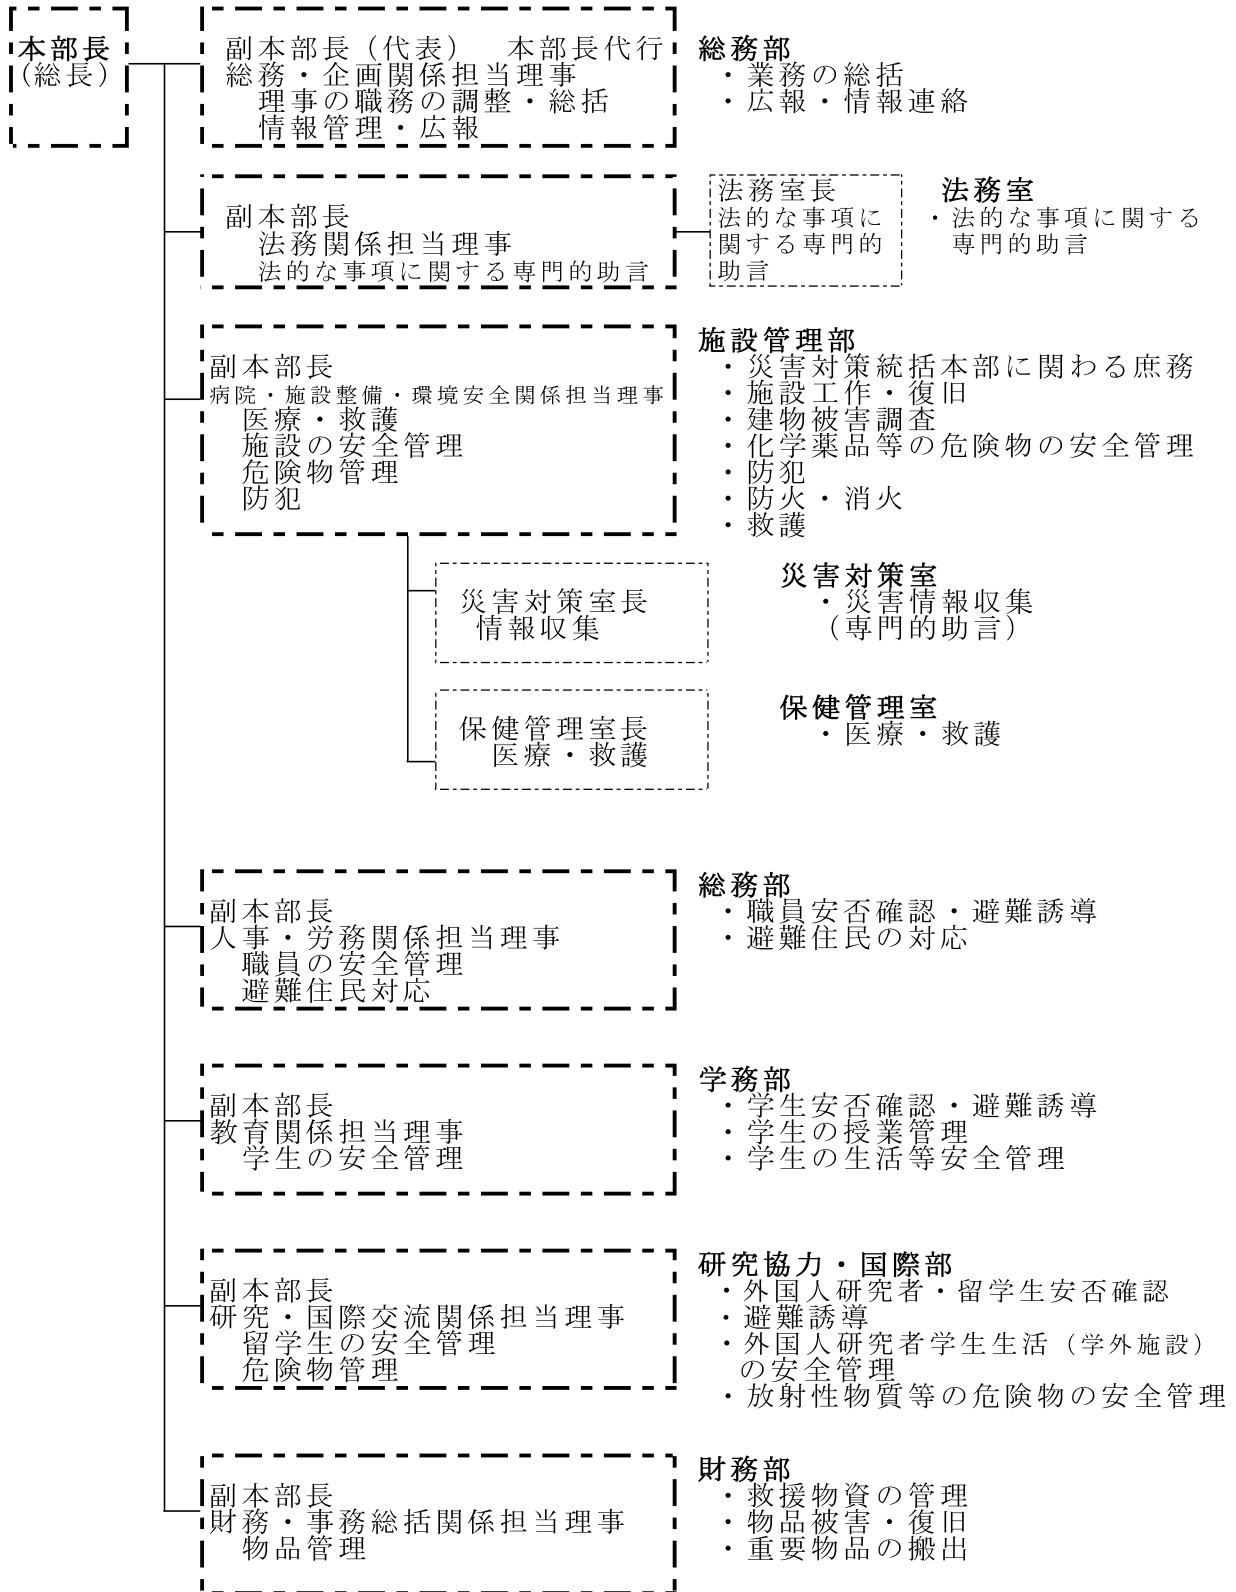 本部長
（総長）
副本部長（代表）　本部長代行
総務・企画関係担当理事
理事の職務の調整・総括
情報管理・広報
総務部
・業務の総括
・広報・情報連絡
副本部長
法務関係担当理事
法的な事項に関する専門的助言
法務室長
法的な事項に
関する専門的
助言
法務室
・法的な事項に関する
専門的助言
副本部長
病院・施設整備・環境安全関係担当理事
医療・救護
施設の安全管理
危険物管理
防犯
施設管理部
・災害対策統括本部に関わる庶務
・施設工作・復旧
・建物被害調査
・化学薬品等の危険物の安全管理
・防犯
・防火・消火
・救護
災害対策室長
情報収集
災害対策室
・災害情報収集
（専門的助言）
保健管理室長
医療・救護
保健管理室
・医療・救護
副本部長
人事・労務関係担当理事
職員の安全管理
避難住民対応
総務部
・職員安否確認・避難誘導
・避難住民の対応
副本部長
教育関係担当理事
学生の安全管理
学務部
・学生安否確認・避難誘導
・学生の授業管理
・学生の生活等安全管理
副本部長
研究・国際交流関係担当理事
留学生の安全管理
危険物管理
研究協力・国際部
・外国人研究者・留学生安否確認
・避難誘導
・外国人研究者学生生活（学外施設）
の安全管理
・放射性物質等の危険物の安全管理
副本部長
財務・事務総括関係担当理事
物品管理
財務部
・救援物資の管理
・物品被害・復旧
・重要物品の搬出